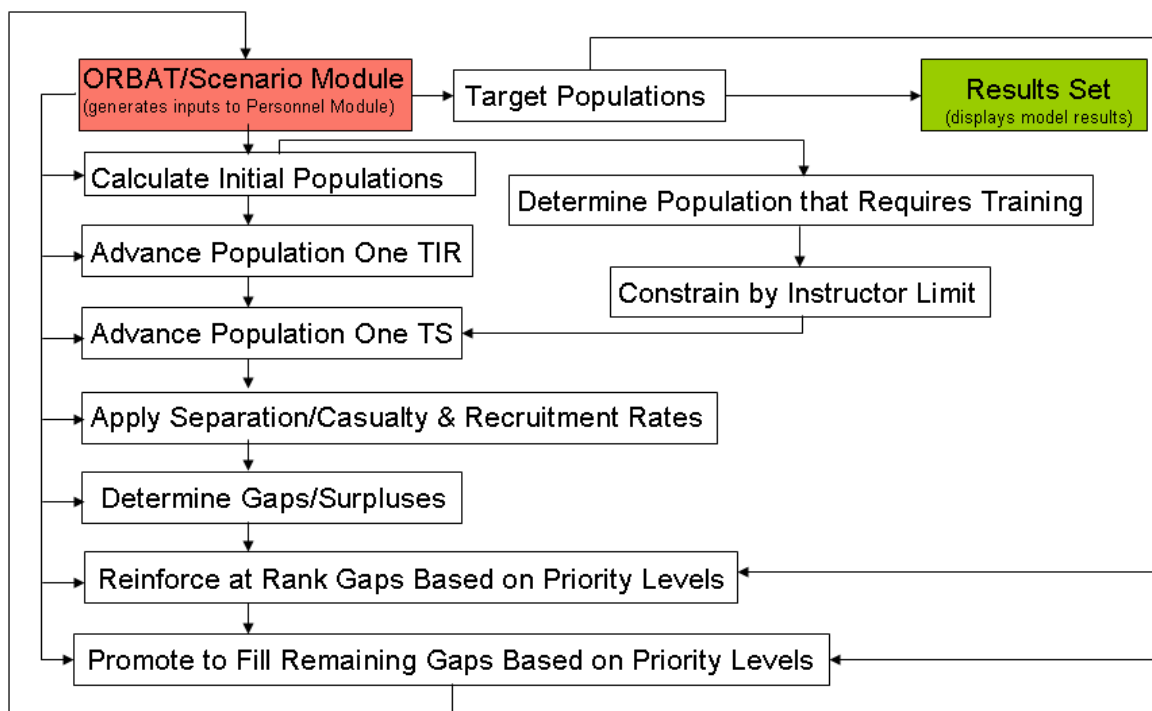 ORBAT/Scenario Module
(generates inputs to Personnel Module)
Target Populations
Results Set
(displays model results)
Calculate Initial Populations
Determine Population that Requires Training
Advance Population One TIR
Constrain by Instructor Limit
Advance Population One TS
Apply Separation/Casualty & Recruitment Rates
Determine Gaps/Surpluses
Reinforce at Rank Gaps Based on Priority Levels
Promote to Fill Remaining Gaps Based on Priority Levels